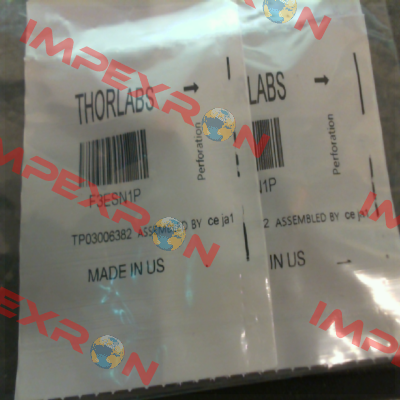 THORLABS
Perforation
F3ESN1P
TP03006382 ASSEMBLED BY ce ja1
MADE IN US
LABS
Perforation
N1P
2 ASSEMBLED BY ce ja1
IN US
IMPEXRON
IMPEXRON
IMPEXRON
IMPEXRON